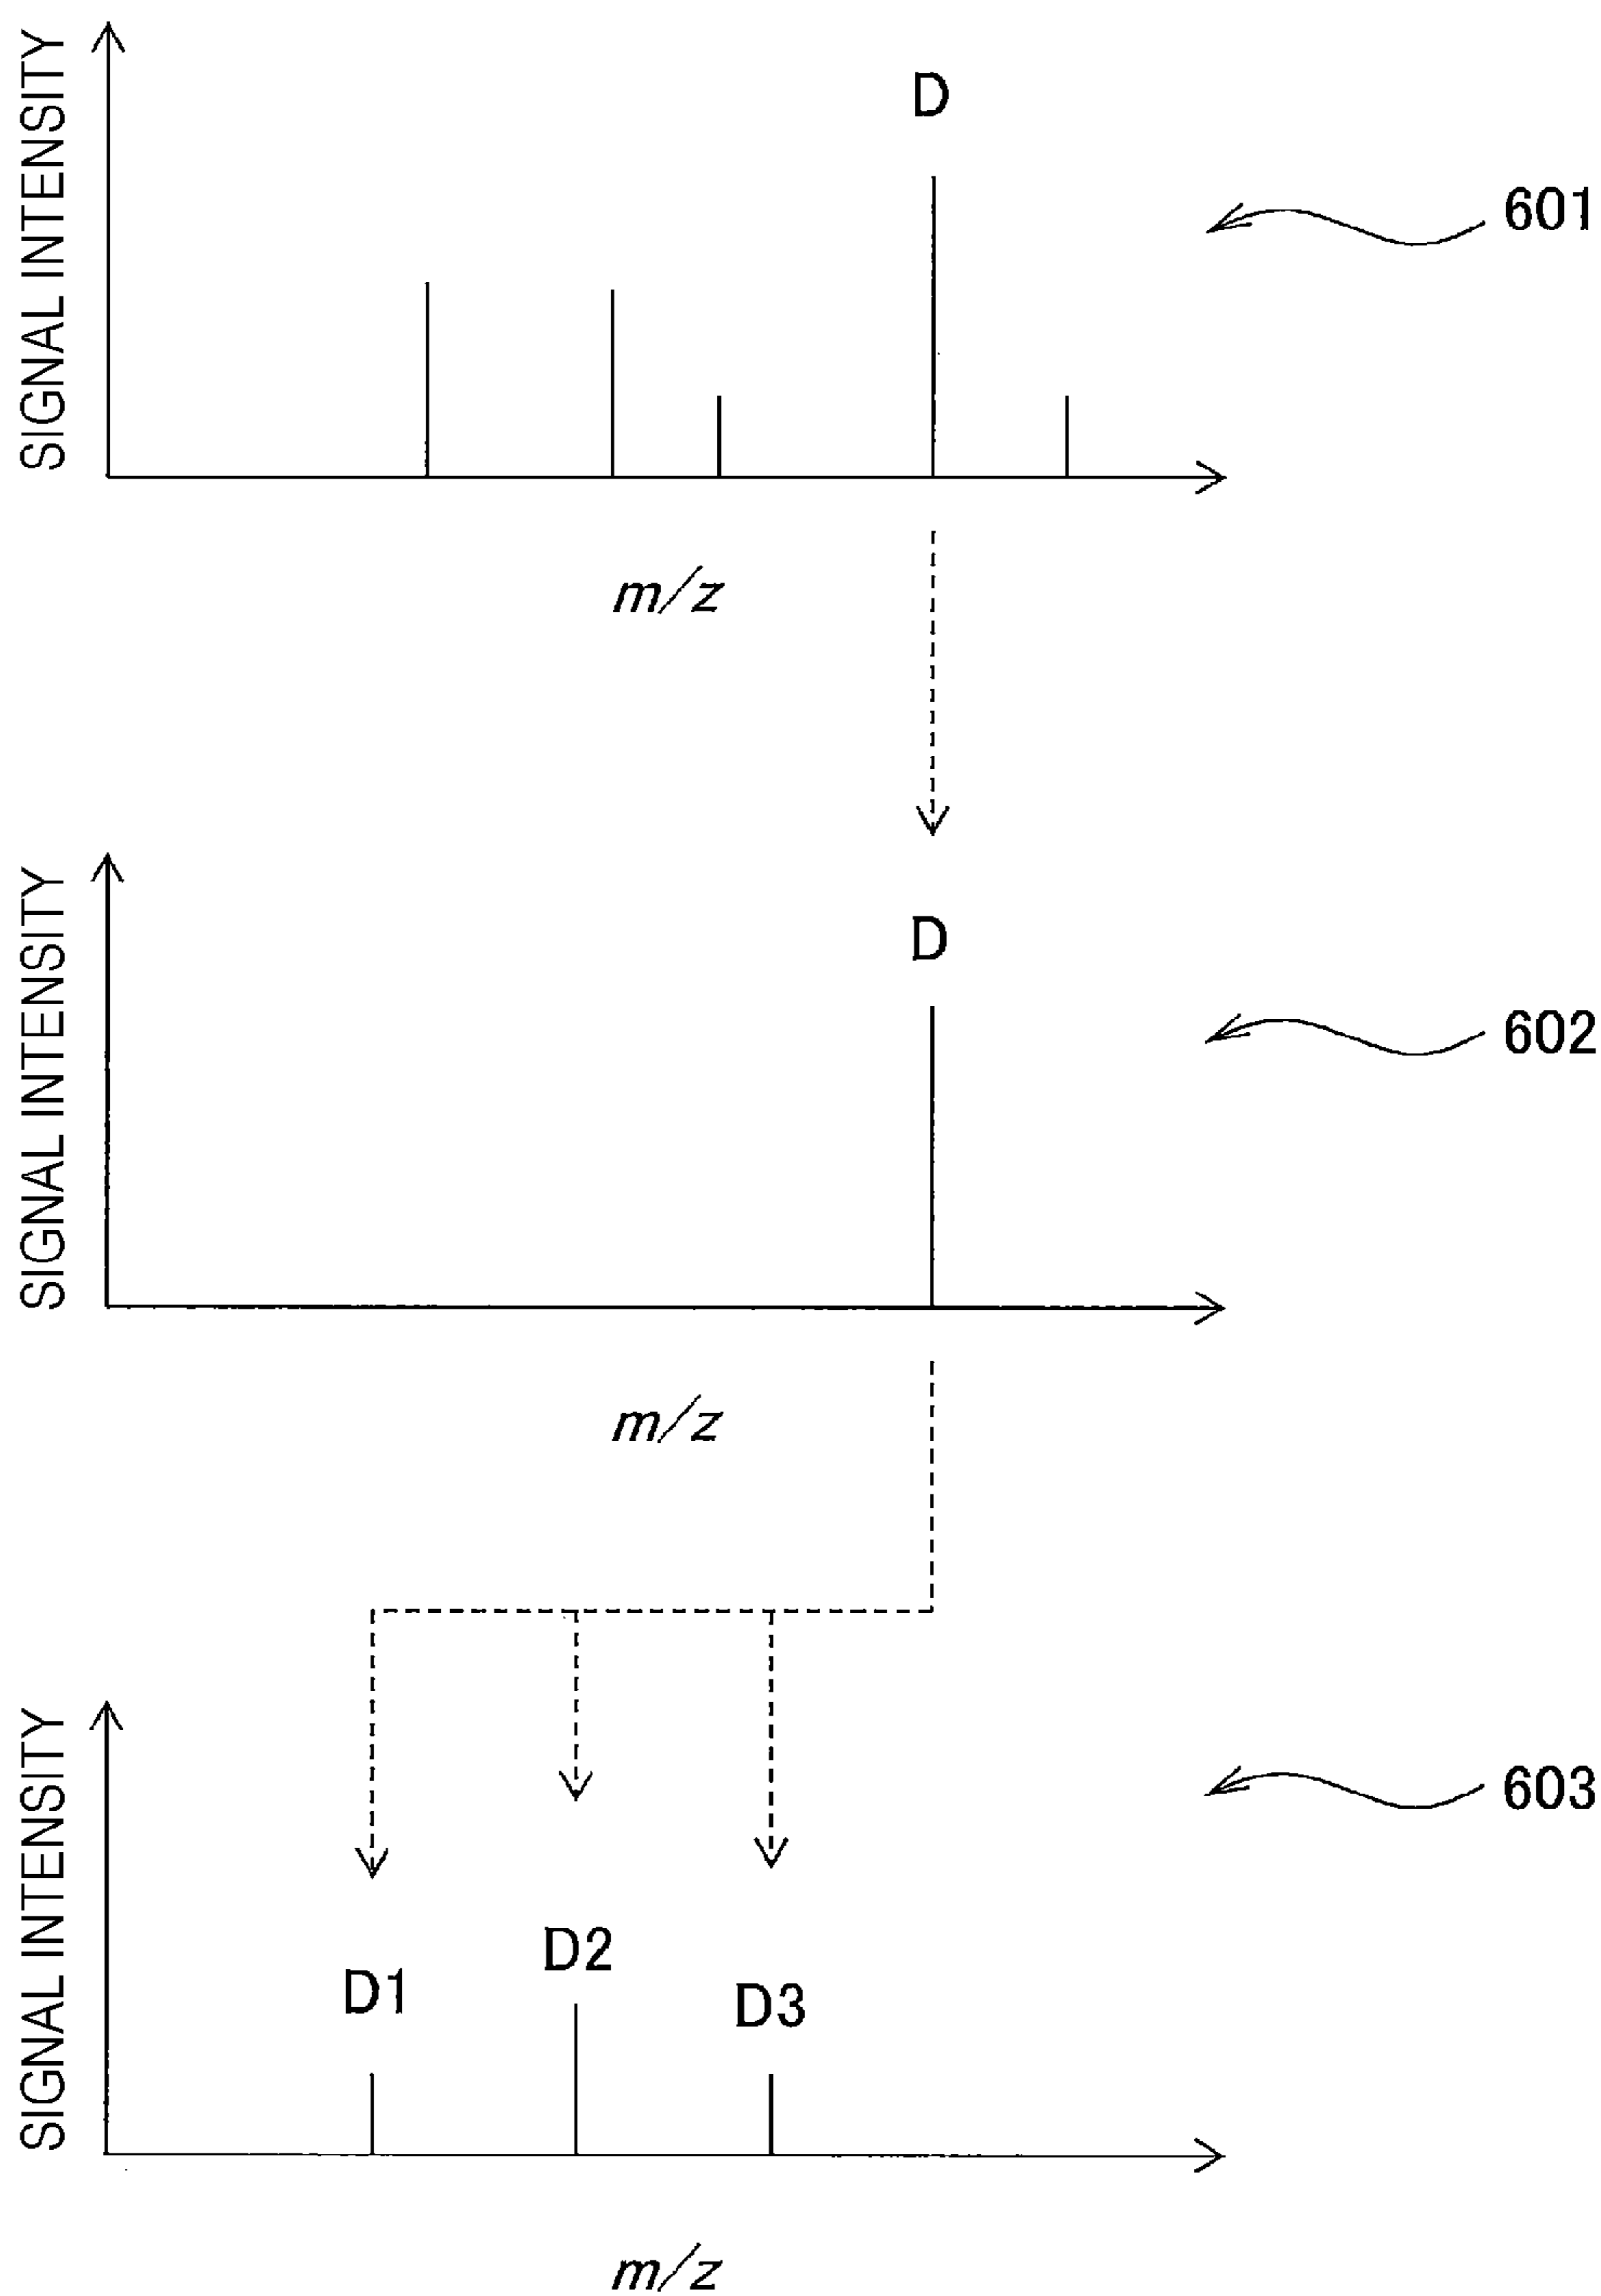 SIGNAL INTENSITY
D
601
m/z
SIGNAL INTENSITY
D
602
m/z
SIGNAL INTENSITY
603
D1
D2
D3
m/z